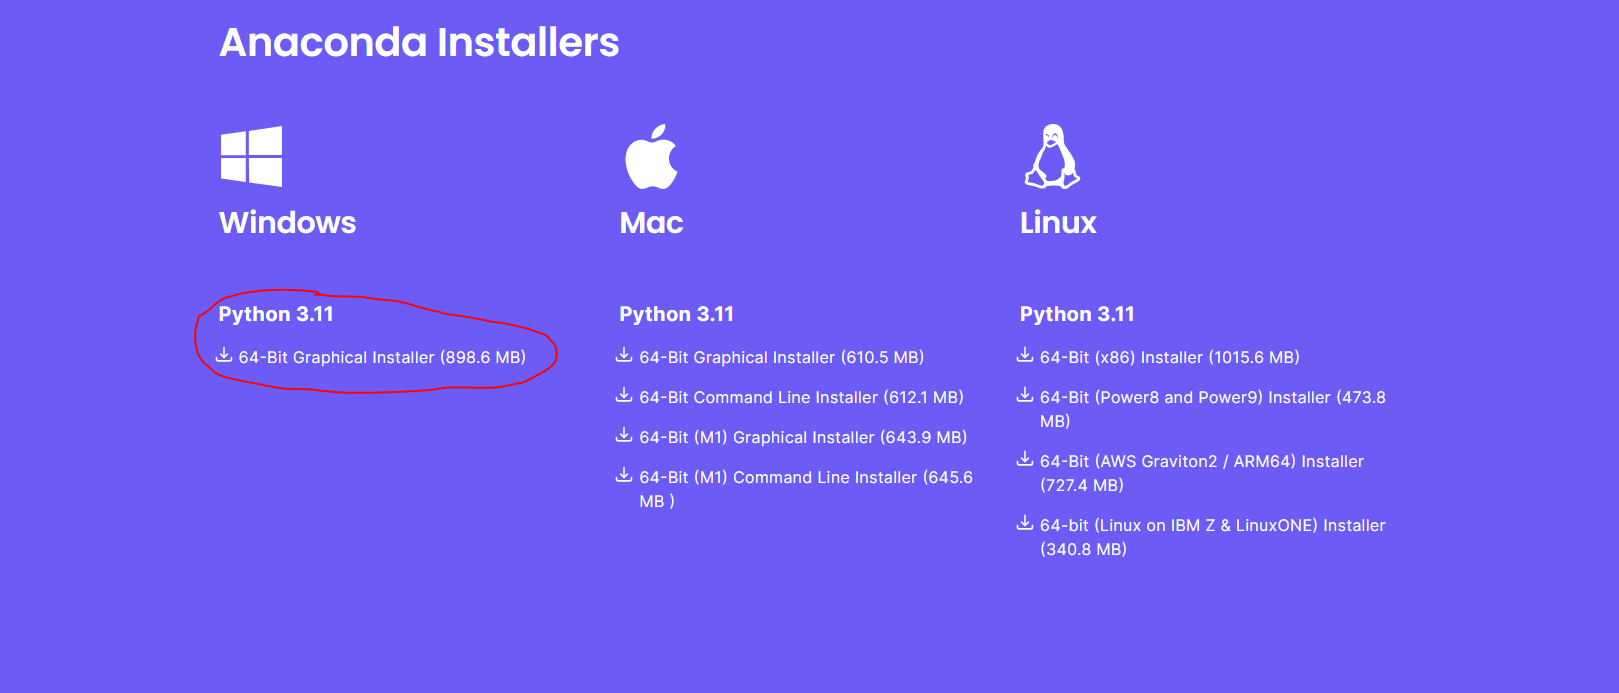 Anaconda Installers
Windows
Python 3.11
64-Bit Graphical Installer (898.6 MB)
Mac
Python 3.11
64-Bit Graphical Installer (610.5 MB)
64-Bit Command Line Installer (612.1 MB)
64-Bit (M1) Graphical Installer (643.9 MB)
64-Bit (M1) Command Line Installer (645.6
MB )
Linux
Python 3.11
64-Bit (x86) Installer (1015.6 MB)
64-Bit (Power8 and Power9) Installer (473.8
MB)
64-Bit (AWS Graviton2 / ARM64) Installer
(727.4 MB)
64-bit (Linux on IBM Z & LinuxONE) Installer
(340.8 MB)